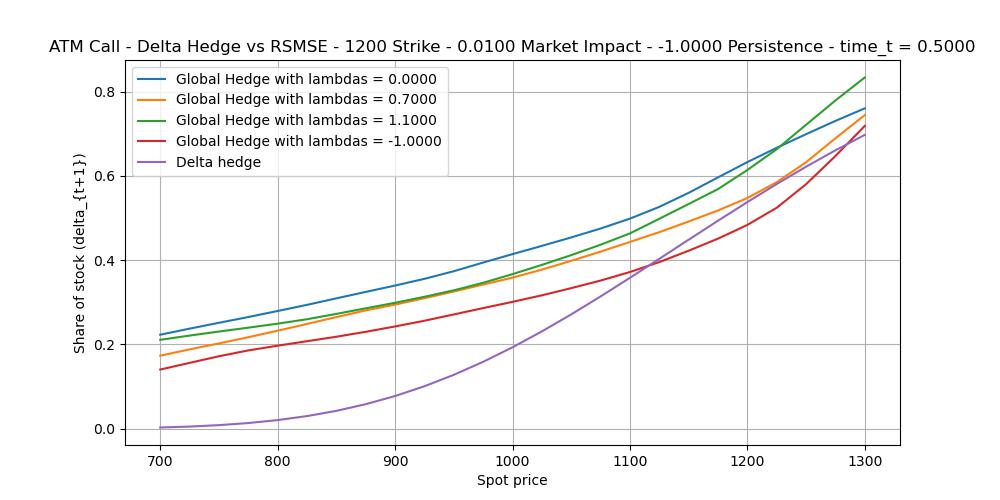 ATM Call - Delta Hedge vs RSMSE - 1200 Strike - 0.0100 Market Impact - -1.0000 Persistence - time_t = 0.5000
Global Hedge with lambdas = 0.0000
Global Hedge with lambdas = 0.7000
Global Hedge with lambdas = 1.1000
Global Hedge with lambdas = -1.0000
Delta hedge
Share of stock (delta_{t+1})
0.8
0.6
0.4
0.2
0.0
700 800 900 1000 1100 1200 1300
Spot price